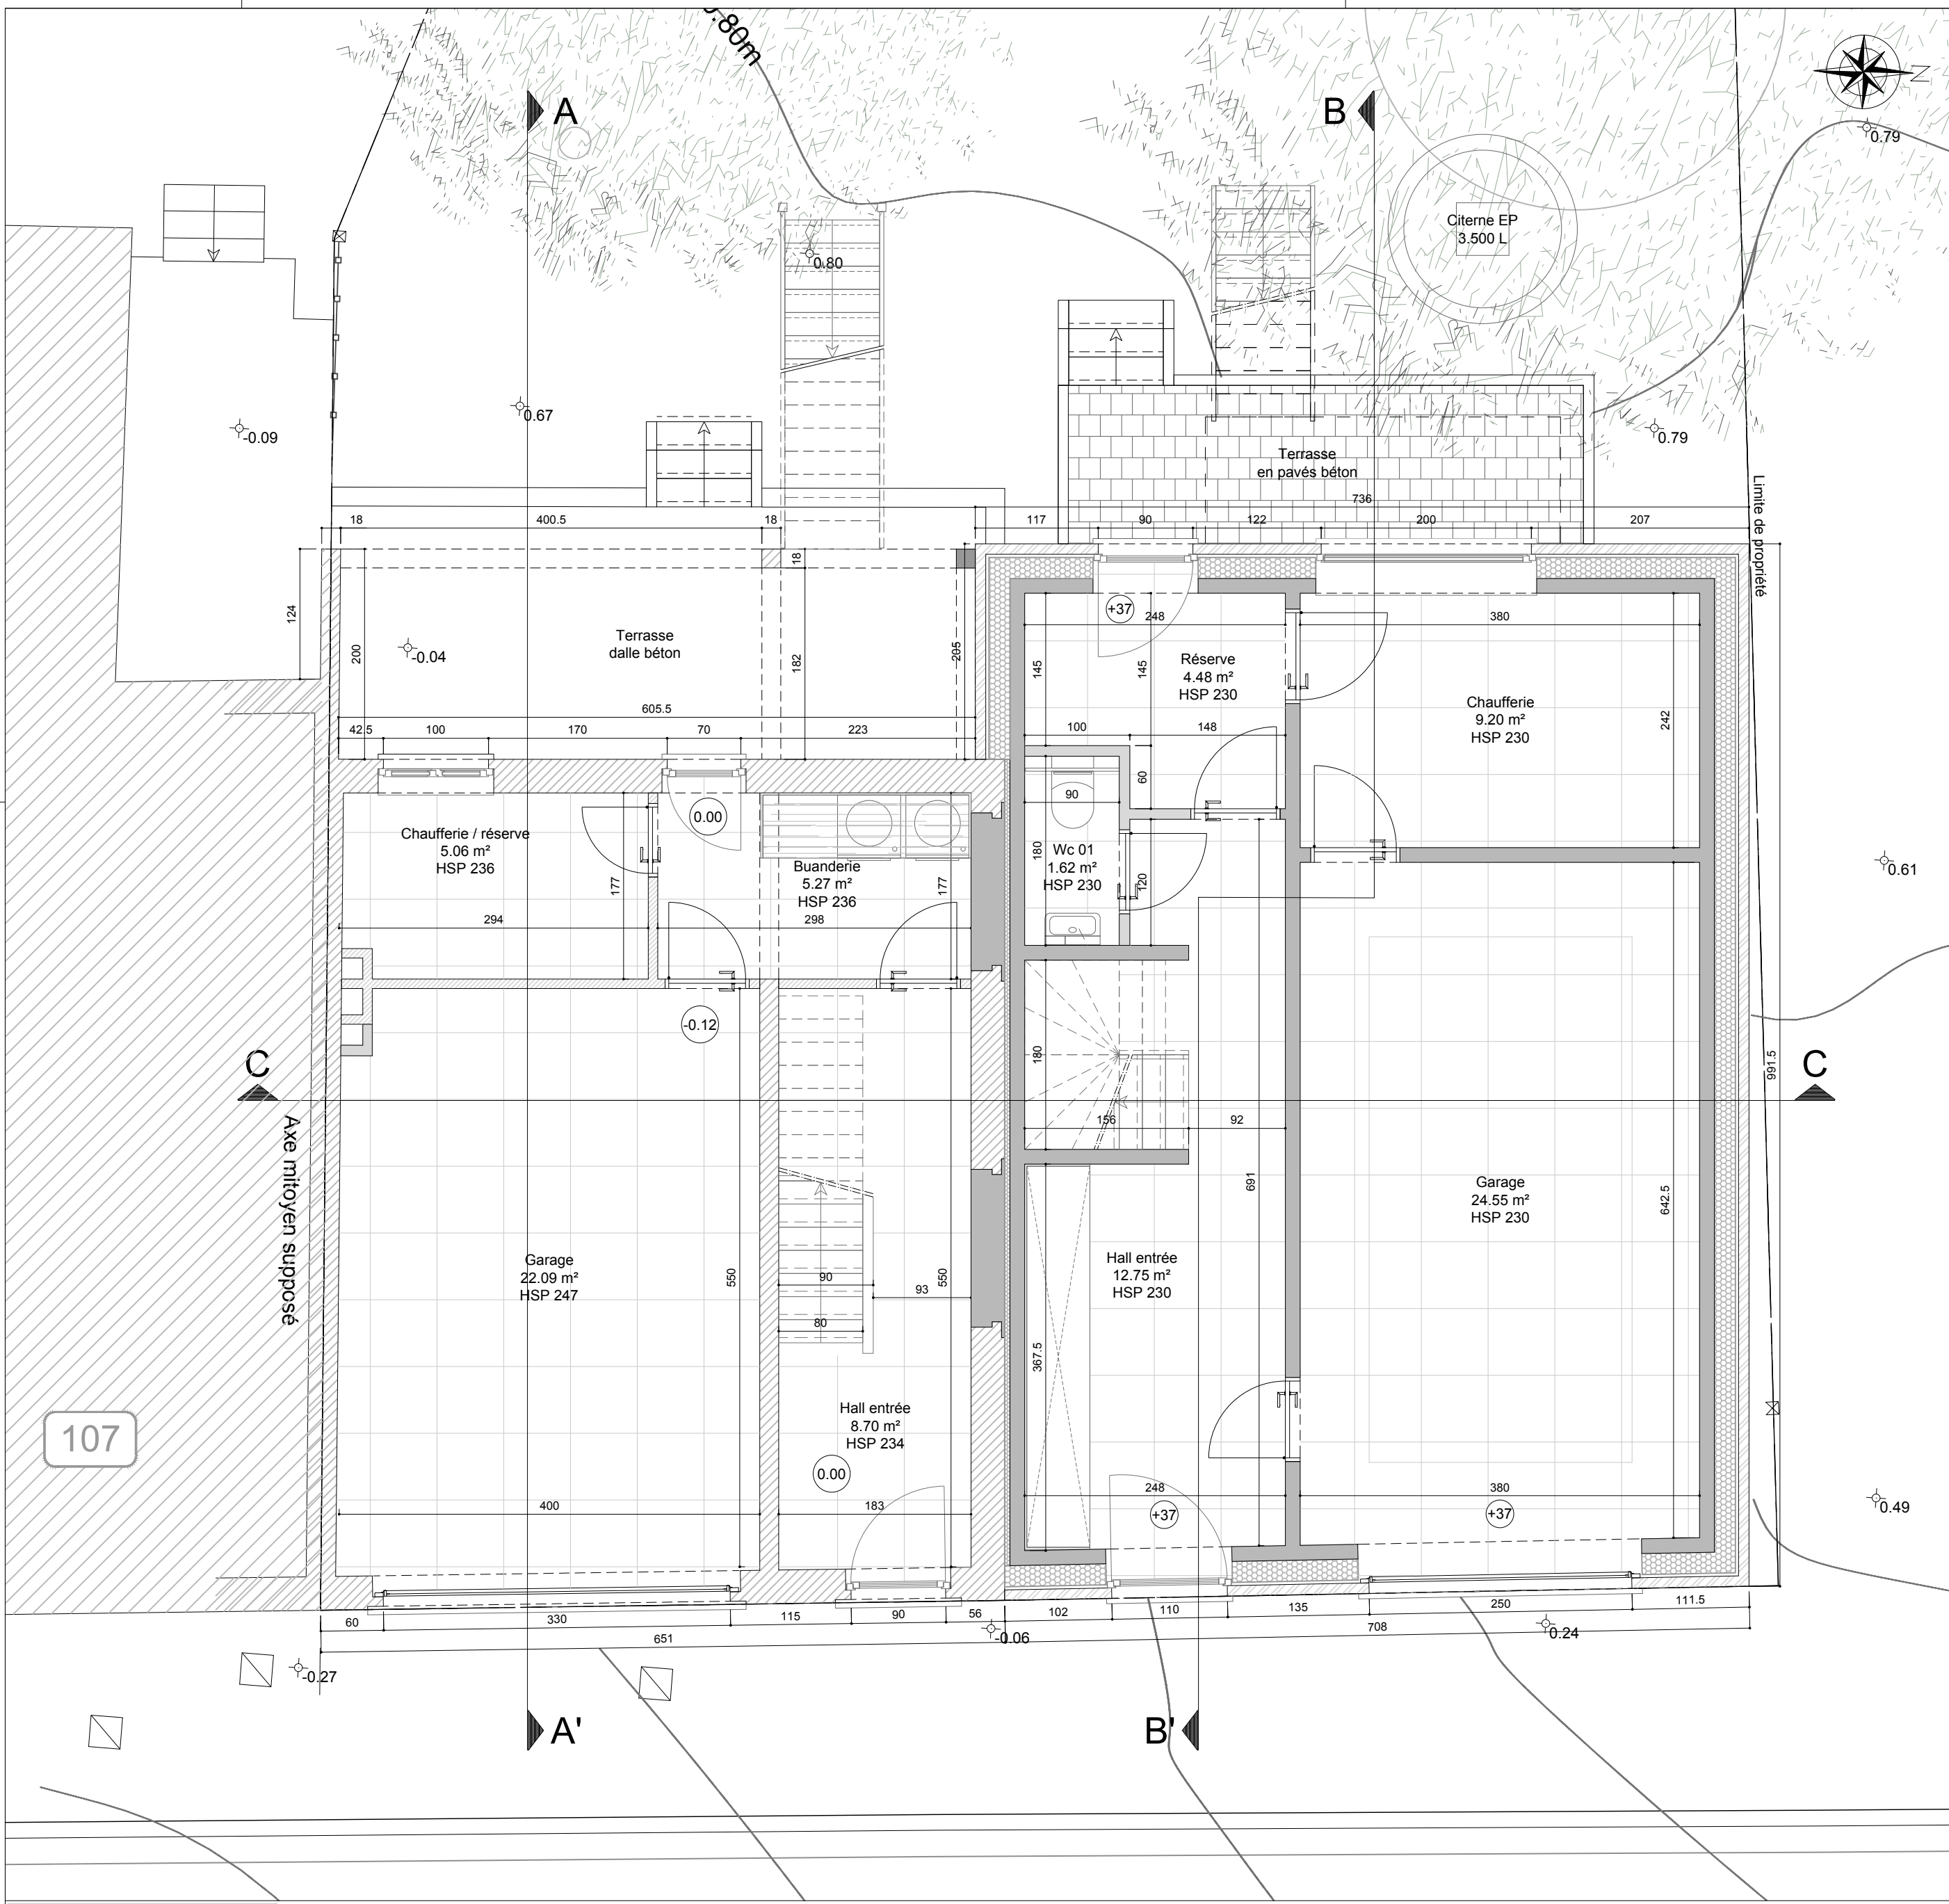 0.80m
A
B
N
0.79
Citerne EP
3.500 L
0.80
0.67
-0.09
0.79
Terrasse
en pavés béton
736
Limite de propriété
18
400.5
18
117
90
122
200
207
18
124
200
-0.04
Terrasse
dalle béton
182
205
+37
248
380
145
145
Réserve
4.48 m²
HSP 230
Chaufferie
9.20 m²
HSP 230
242
605.5
42.5
100
170
70
223
100
148
60
90
0.00
Chaufferie / réserve
5.06 m²
HSP 236
Buanderie
5.27 m²
HSP 236
177
177
294
298
180
Wc 01
1.62 m²
HSP 230
120
0.61
-0.12
C
C
180
991.5
156
92
Axe mitoyen supposé
691
Garage
24.55 m²
HSP 230
642.5
Garage
22.09 m²
HSP 247
550
90
93
550
80
Hall entrée
12.75 m²
HSP 230
367.5
107
Hall entrée
8.70 m²
HSP 234
0.00
400
183
248
380
+37
+37
0.49
60
330
115
90
56
102
110
135
250
111.5
651
-0.06
708
0.24
-0.27
A'
B'